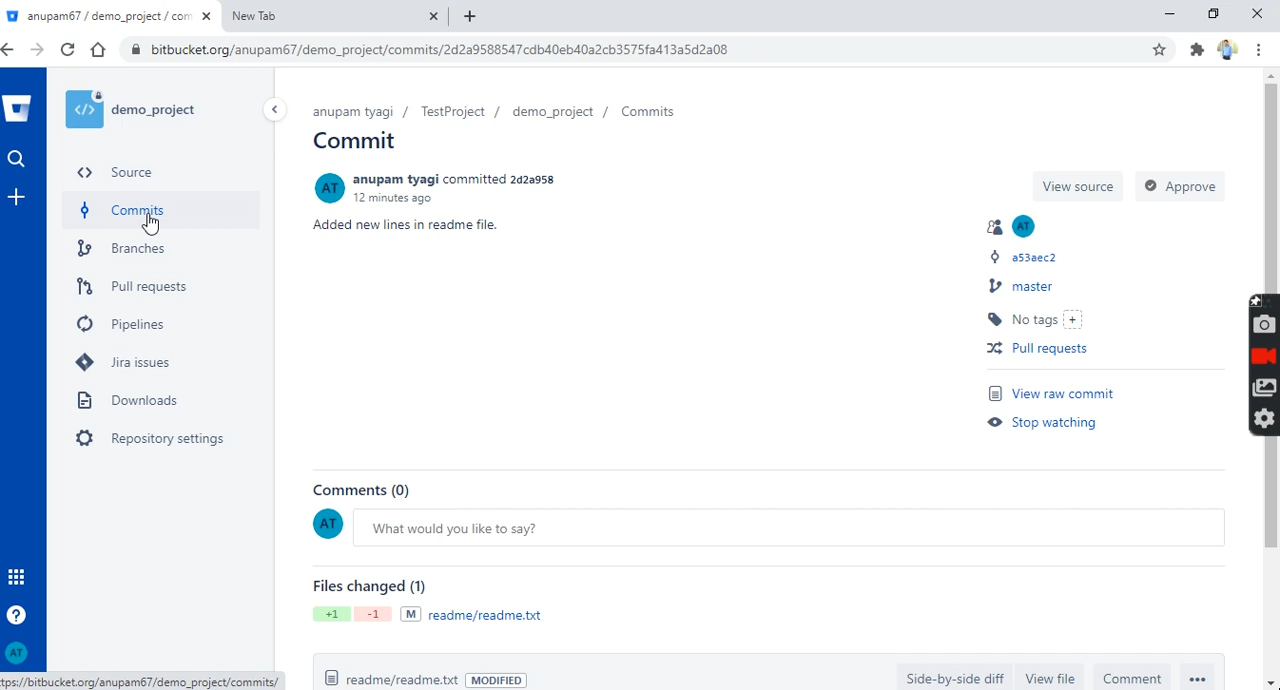 anupam67 / demo_project / com
New Tab
bitbucket.org/anupam67/demo_project/commits/2d2a9588547cdb40eb40a2cb3575fa413a5d2a08
demo_project
Source
Commits
Branches
Pull requests
Pipelines
Jira issues
Downloads
Repository settings
AT
anupam tyagi / TestProject / demo_project / Commits
Commit
AT
anupam tyagi committed 2d2a958
12 minutes ago
View source
Approve
Added new lines in readme file.
AT
a53aec2
master
No tags +
Pull requests
View raw commit
Stop watching
Comments (0)
AT
What would you like to say?
Files changed (1)
+1 -1 M readme/readme.txt
readme/readme.txt MODIFIED
Side-by-side diff
View file
Comment
•••
tps://bitbucket.org/anupam67/demo_project/commits/